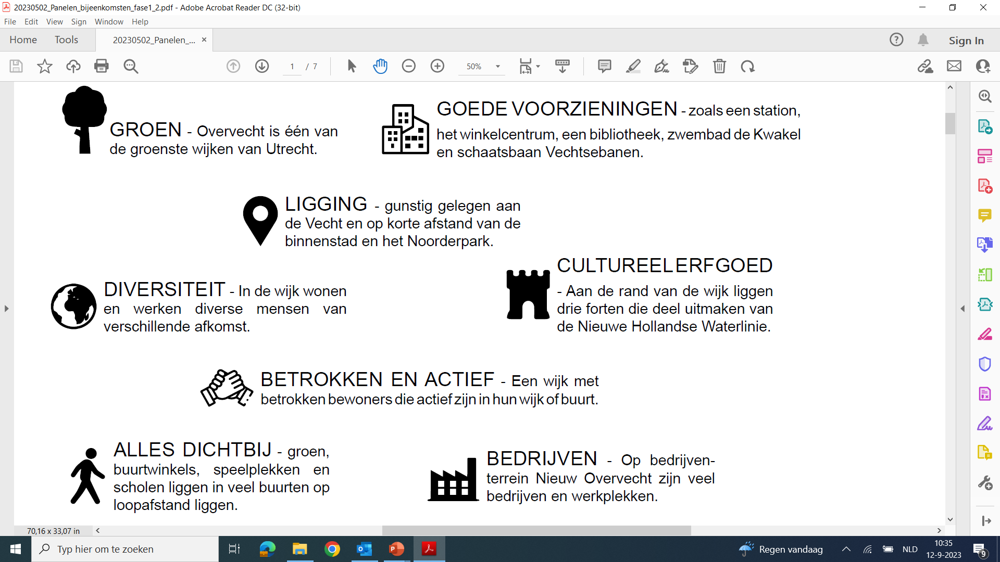 20230502_Panelen_bijeenkomsten_fase1_2.pdf - Adobe Acrobat Reader DC (32-bit)
File Edit View Sign Window Help
Home Tools 20230502_Panelen_... × Sign In
1 / 7 50%
GROEN - Overvecht is één van
de groenste wijken van Utrecht.
GOEDE VOORZIENINGEN - zoals een station,
het winkelcentrum, een bibliotheek, zwembad de Kwakel
en schaatsbaan Vechtsebanen.
LIGGING - gunstig gelegen aan
de Vecht en op korte afstand van de
binnenstad en het Noorderpark.
DIVERSITEIT - In de wijk wonen
en werken diverse mensen van
verschillende afkomst.
CULTUREEL ERFGOED
- Aan de rand van de wijk liggen
drie forten die deel uitmaken van
de Nieuwe Hollandse Waterlinie.
BETROKKEN EN ACTIEF - Een wijk met
betrokken bewoners die actief zijn in hun wijk of buurt.
ALLES DICHTBIJ - groen,
buurtwinkels, speelplekken en
scholen liggen in veel buurten op
loopafstand liggen.
BEDRIJVEN - Op bedrijven-
terrein Nieuw Overvecht zijn veel
bedrijven en werkplekken.
70,16 x 33,07 in
Typ hier om te zoeken
Regen vandaag
NLD
10:35
12-9-2023
9